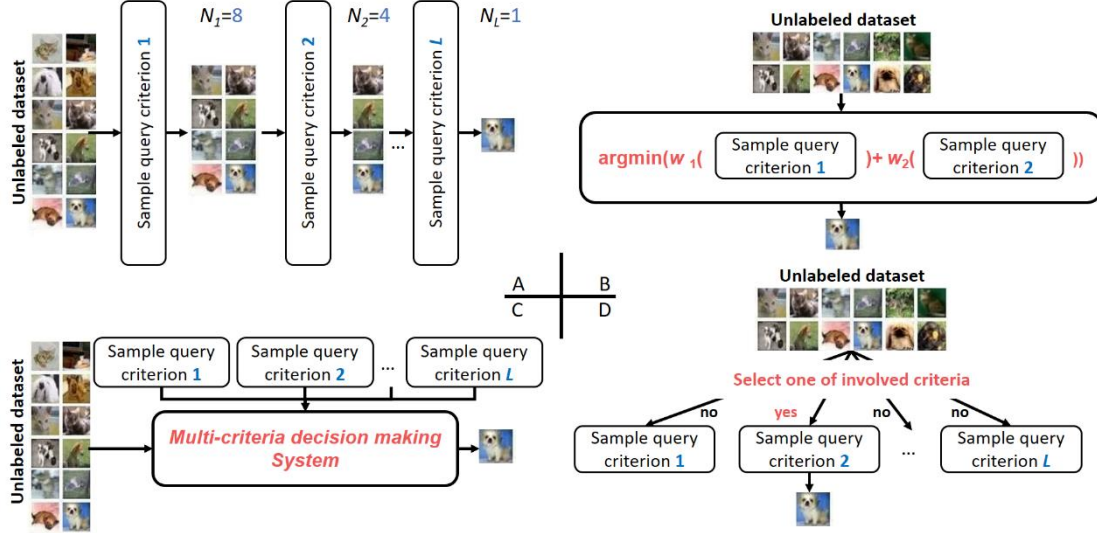 Unlabeled dataset
Sample query criterion 1
N1=8
Sample query criterion 2
N2=4
...
Sample query criterion L
NL=1
Unlabeled dataset
argmin(w 1( Sample query criterion 1 )+ w2( Sample query criterion 2 ))
A
B
C
D
Unlabeled dataset
Sample query
criterion 1
Sample query
criterion 2
...
Sample query
criterion L
Multi-criteria decision making
System
Unlabeled dataset
Select one of involved criteria
no
yes
no
no
Sample query
criterion 1
Sample query
criterion 2
...
Sample query
criterion L